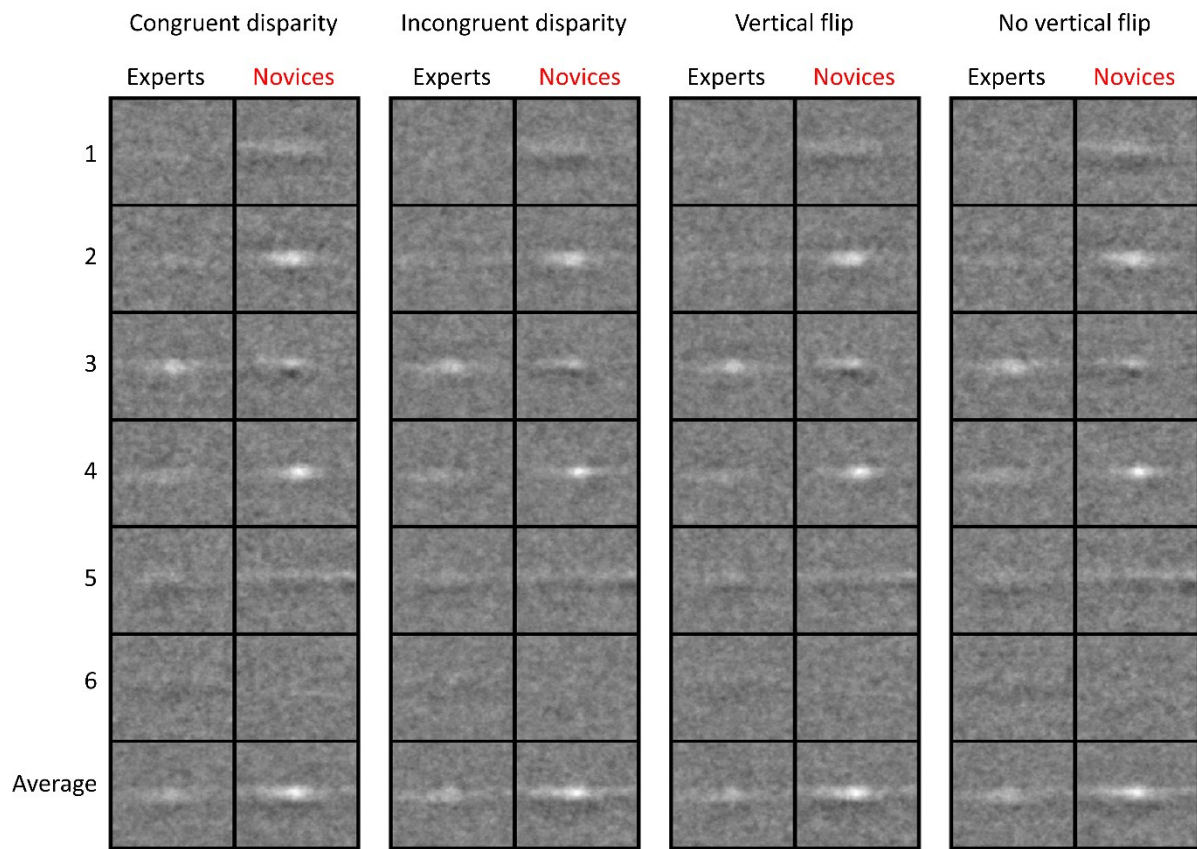 Congruent disparity Incongruent disparity Vertical flip No vertical flip
Experts Novices Experts Novices Experts Novices Experts Novices
1
2
3
4
5
6
Average